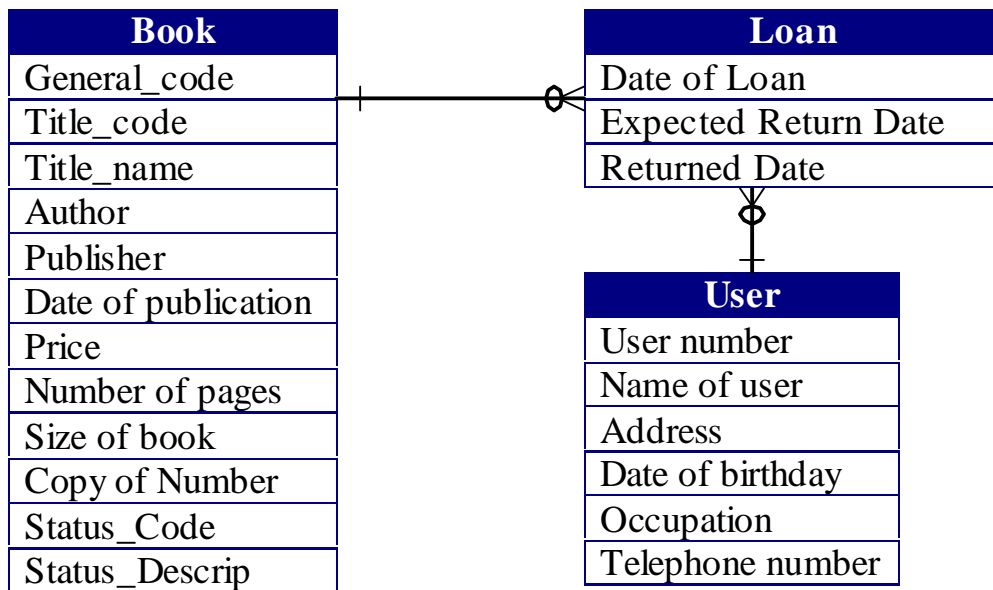 Book
General_code
Title_code
Title_name
Author
Publisher
Date of publication
Price
Number of pages
Size of book
Copy of Number
Status_Code
Status_Descrip
Loan
Date of Loan
Expected Return Date
Returned Date
User
User number
Name of user
Address
Date of birthday
Occupation
Telephone number